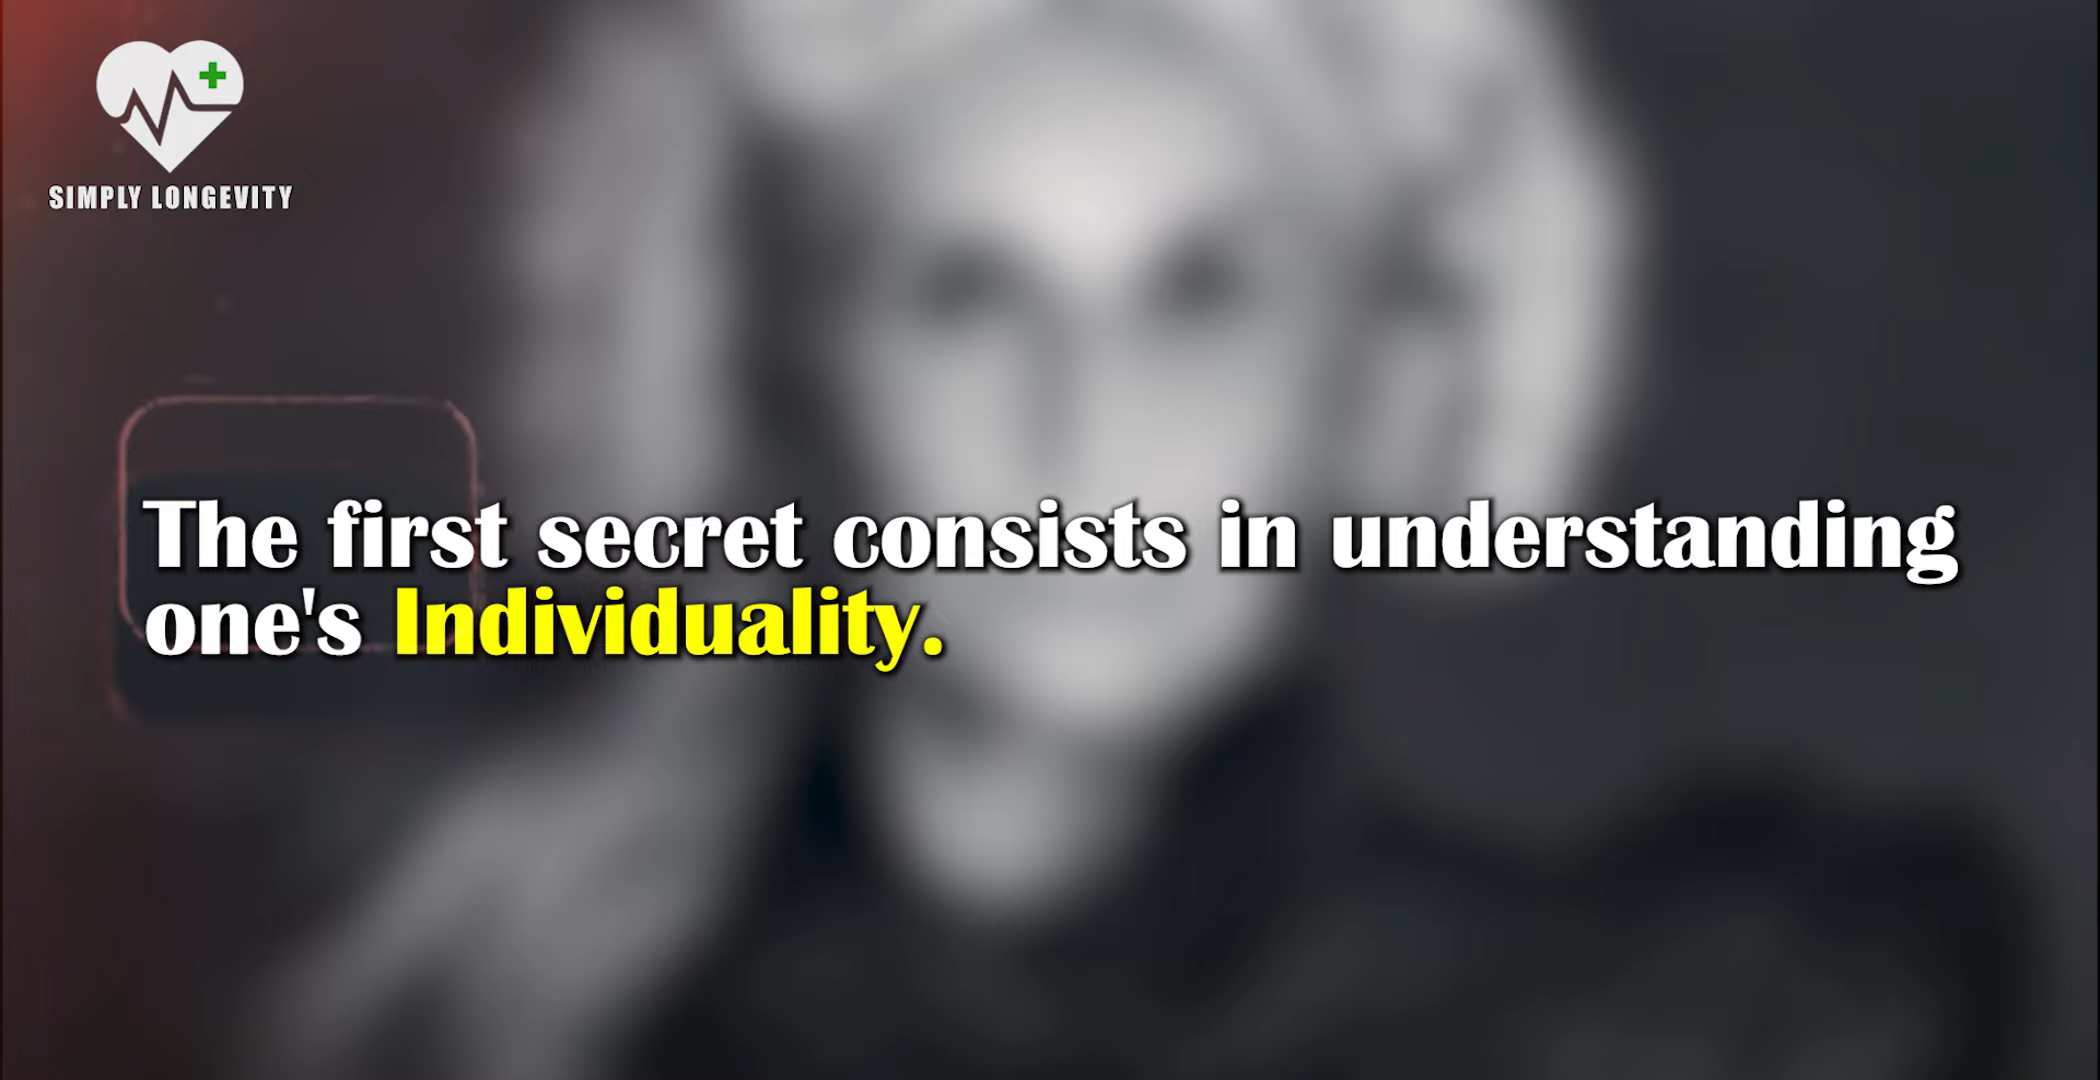 SIMPLY LONGEVITY
The first secret consists in understanding
one's Individuality.